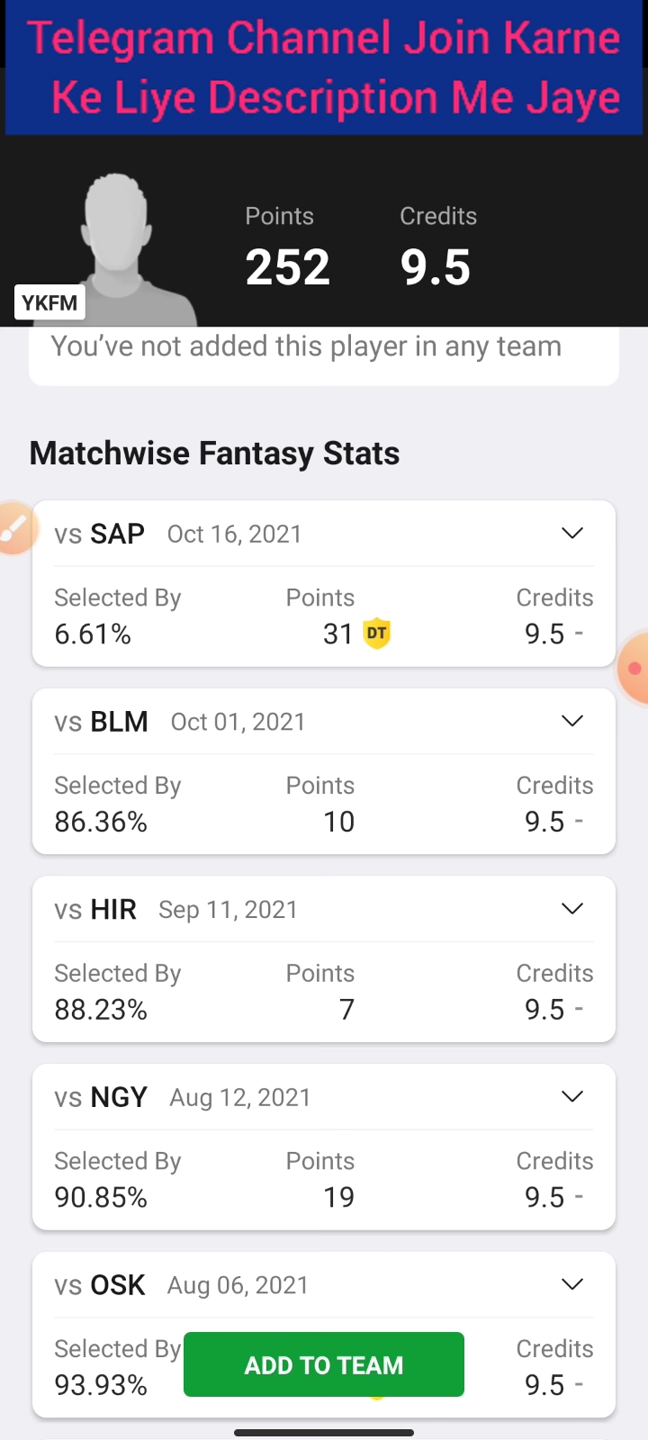 Telegram Channel Join Karne
Ke Liye Description Me Jaye
Points Credits
252 9.5
YKFM
You’ve not added this player in any team
Matchwise Fantasy Stats
vs SAP Oct 16, 2021
Selected By Points Credits
6.61% 31 DT 9.5 -
vs BLM Oct 01, 2021
Selected By Points Credits
86.36% 10 9.5 -
vs HIR Sep 11, 2021
Selected By Points Credits
88.23% 7 9.5 -
vs NGY Aug 12, 2021
Selected By Points Credits
90.85% 19 9.5 -
vs OSK Aug 06, 2021
Selected By Credits
ADD TO TEAM
93.93% 9.5 -